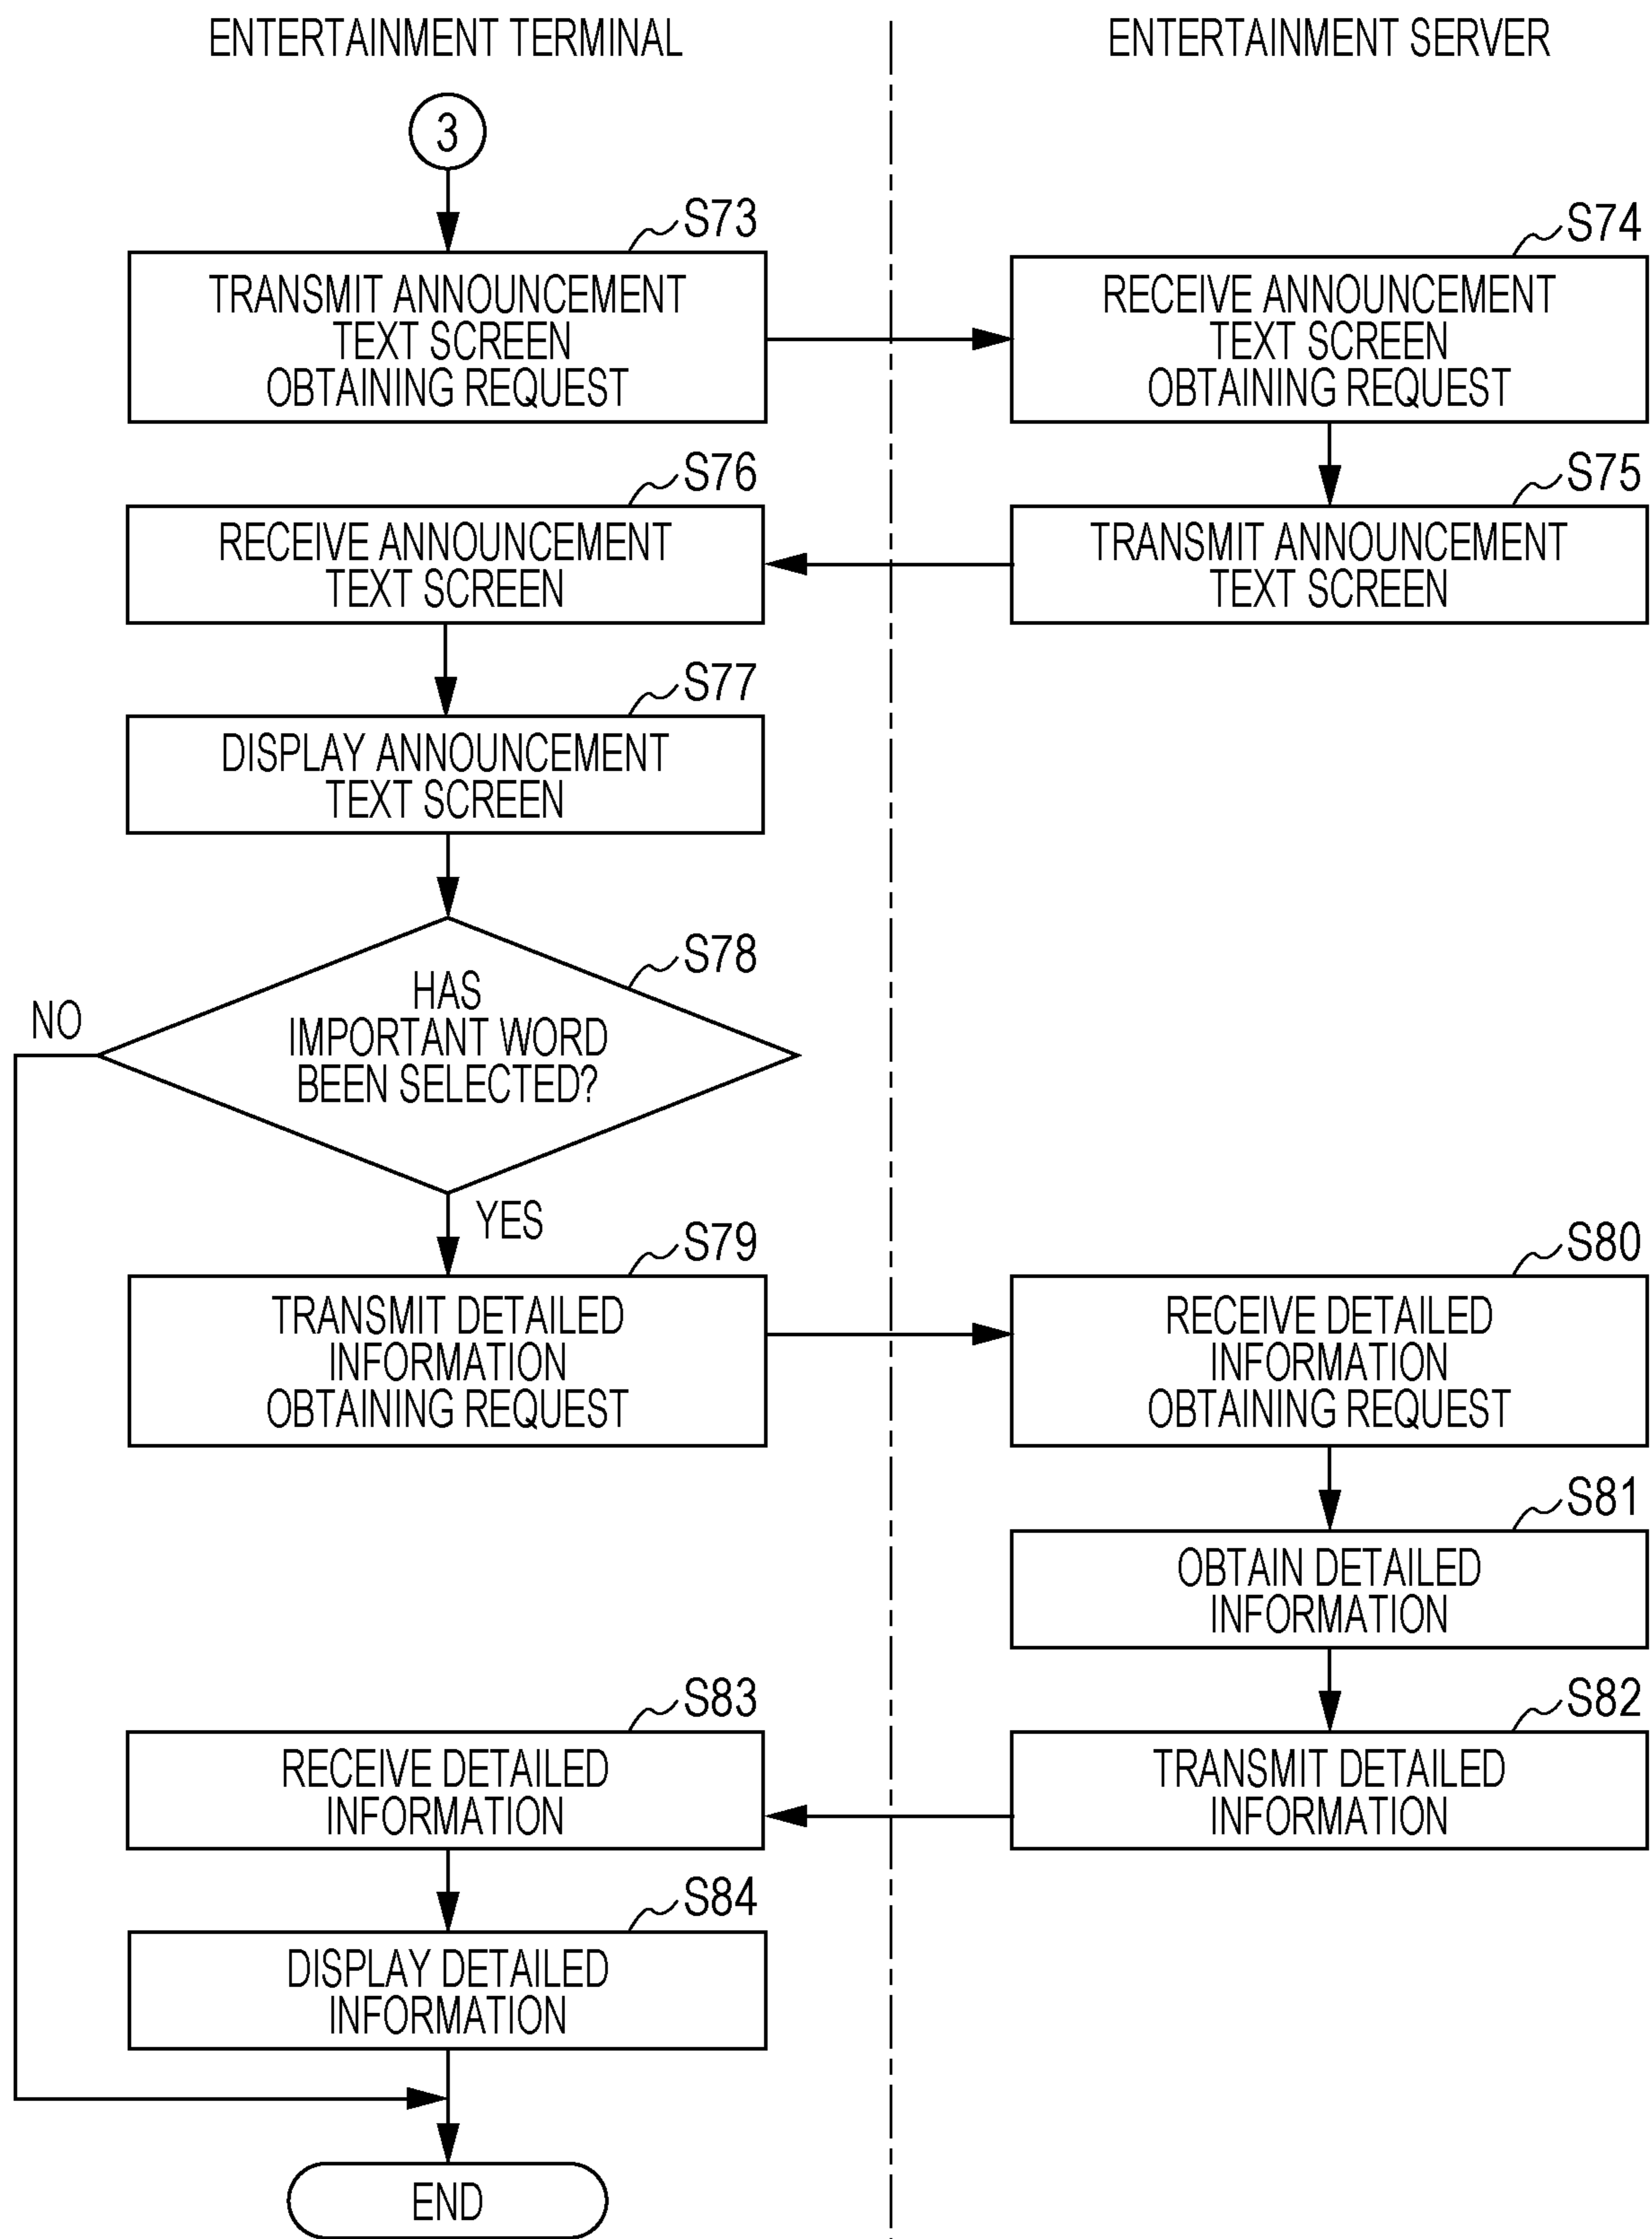 ENTERTAINMENT TERMINAL
ENTERTAINMENT SERVER
3
S73
TRANSMIT ANNOUNCEMENT
TEXT SCREEN
OBTAINING REQUEST
S74
RECEIVE ANNOUNCEMENT
TEXT SCREEN
OBTAINING REQUEST
S75
TRANSMIT ANNOUNCEMENT
TEXT SCREEN
S76
RECEIVE ANNOUNCEMENT
TEXT SCREEN
S77
DISPLAY ANNOUNCEMENT
TEXT SCREEN
S78
HAS
IMPORTANT WORD
BEEN SELECTED?
NO
YES
S79
TRANSMIT DETAILED
INFORMATION
OBTAINING REQUEST
S80
RECEIVE DETAILED
INFORMATION
OBTAINING REQUEST
S81
OBTAIN DETAILED
INFORMATION
S82
TRANSMIT DETAILED
INFORMATION
S83
RECEIVE DETAILED
INFORMATION
S84
DISPLAY DETAILED
INFORMATION
END